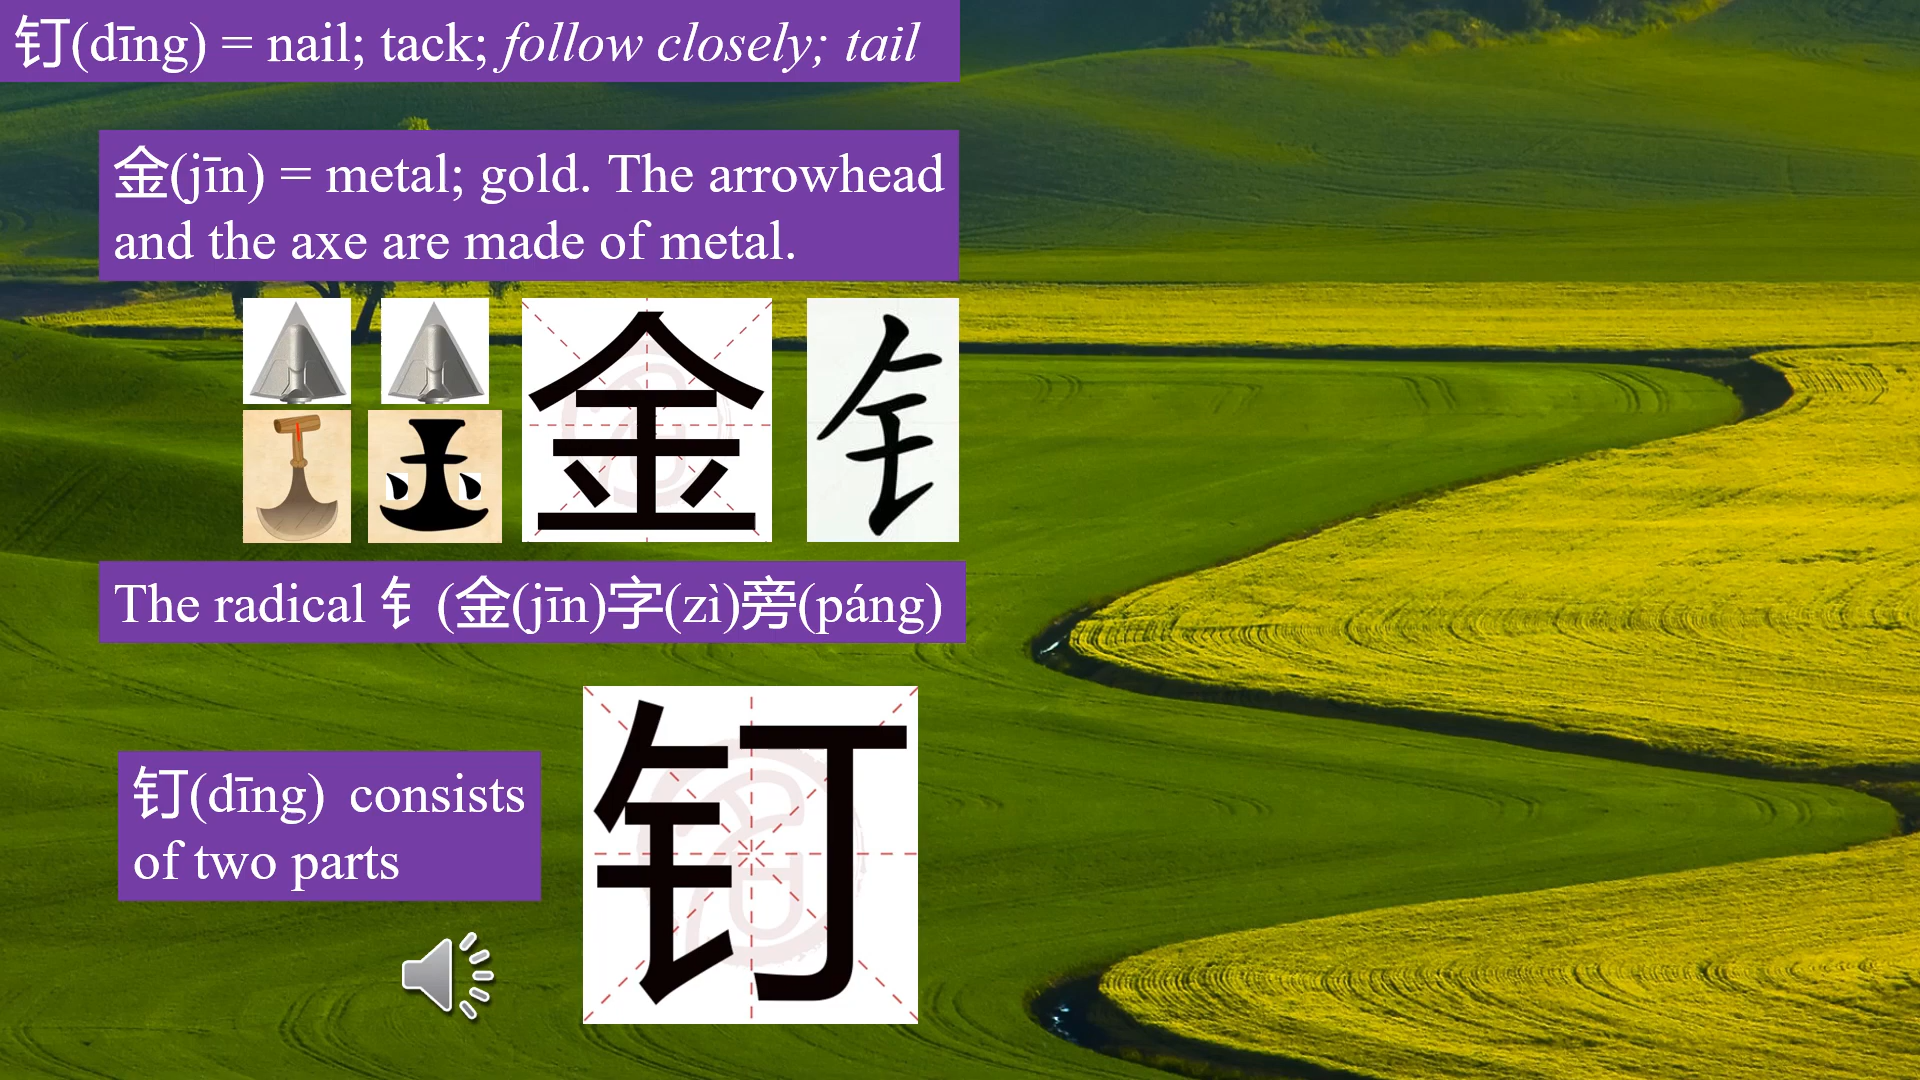 钉(dīng) = nail; tack; follow closely; tail
金(jīn) = metal; gold. The arrowhead
and the axe are made of metal.
金 钅
The radical 钅(金(jīn)字(zì)旁(páng)
钉(dīng) consists
of two parts
钉